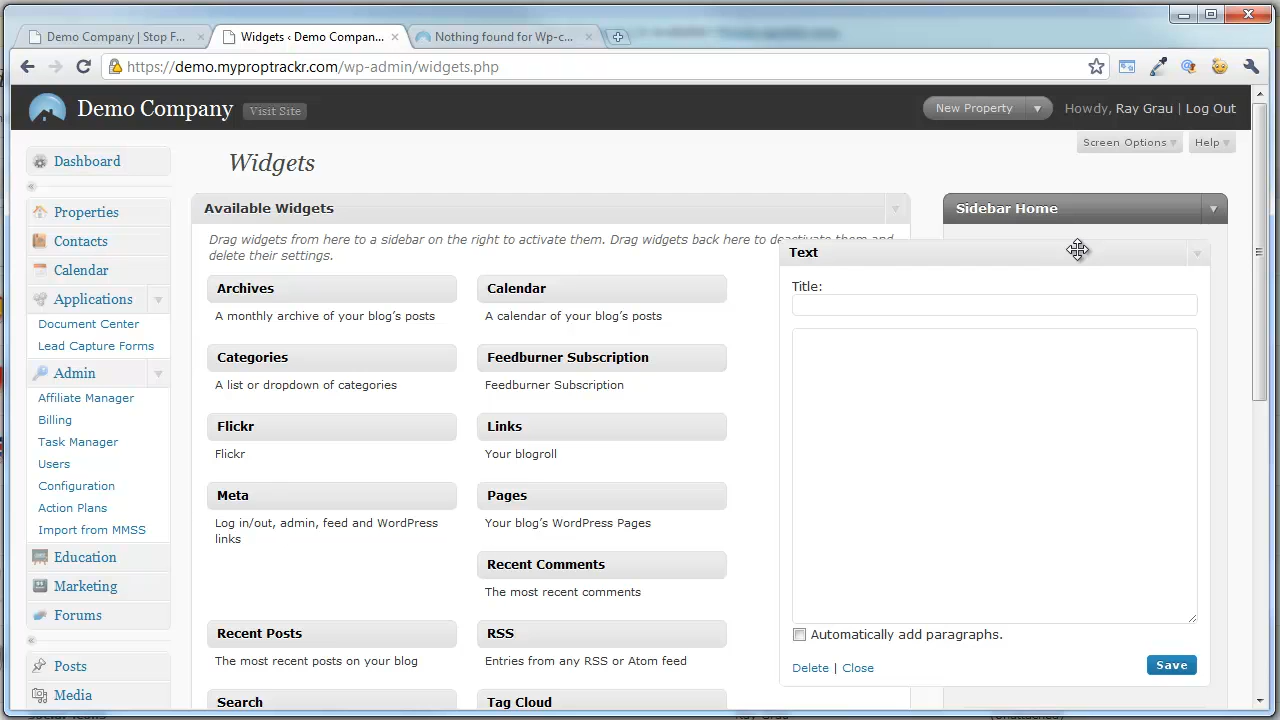 Demo Company | Stop F...
Widgets ‹ Demo Compan...
Nothing found for Wp-c...
https://demo.myproptrackr.com/wp-admin/widgets.php
Demo Company
Visit Site
New Property
Howdy, Ray Grau | Log Out
Screen Options
Help
Widgets
Dashboard
Properties
Contacts
Calendar
Applications
Document Center
Lead Capture Forms
Admin
Affiliate Manager
Billing
Task Manager
Users
Configuration
Action Plans
Import from MMSS
Education
Marketing
Forums
Posts
Media
Available Widgets
Drag widgets from here to a sidebar on the right to activate them. Drag widgets back here to deactivate them and
delete their settings.
Archives
A monthly archive of your blog's posts
Calendar
A calendar of your blog's posts
Categories
A list or dropdown of categories
Feedburner Subscription
Feedburner Subscription
Flickr
Flickr
Links
Your blogroll
Meta
Log in/out, admin, feed and WordPress
links
Pages
Your blog's WordPress Pages
Recent Comments
The most recent comments
Recent Posts
The most recent posts on your blog
RSS
Entries from any RSS or Atom feed
Search
Tag Cloud
Sidebar Home
Text
Title:
Automatically add paragraphs.
Delete | Close
Save